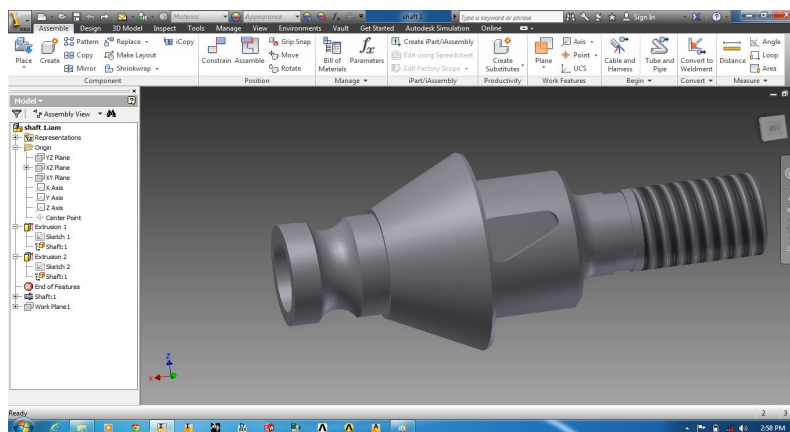 PRO
Material
Appearance
shaft 1
Type a keyword or phrase
Sign In
Assemble Design 3D Model Inspect Tools Manage View Environments Vault Get Started Autodesk Simulation Online
Place
Create
Pattern
Copy
Mirror
Replace
Make Layout
Shrinkwrap
iCopy
Constrain
Assemble
Grip Snap
Move
Rotate
Bill of Materials
fx
Parameters
Create iPart/iAssembly
Edit using Spreadsheet
Edit Factory Scope
Create Substitutes
Plane
Axis
Point
UCS
Cable and Harness
Tube and Pipe
Convert to Weldment
Distance
Angle
Loop
Area
Component Position Manage iPart/iAssembly Productivity Work Features Begin Convert Measure
Model
Assembly View
shaft 1.iam
Representations
Origin
YZ Plane
XZ Plane
XY Plane
X Axis
Y Axis
Z Axis
Center Point
Extrusion 1
Sketch 1
Shaft:1
Extrusion 2
Sketch 2
Shaft:1
End of Features
Shaft:1
Work Plane1
Z
X
Ready
2 3
2:58 PM